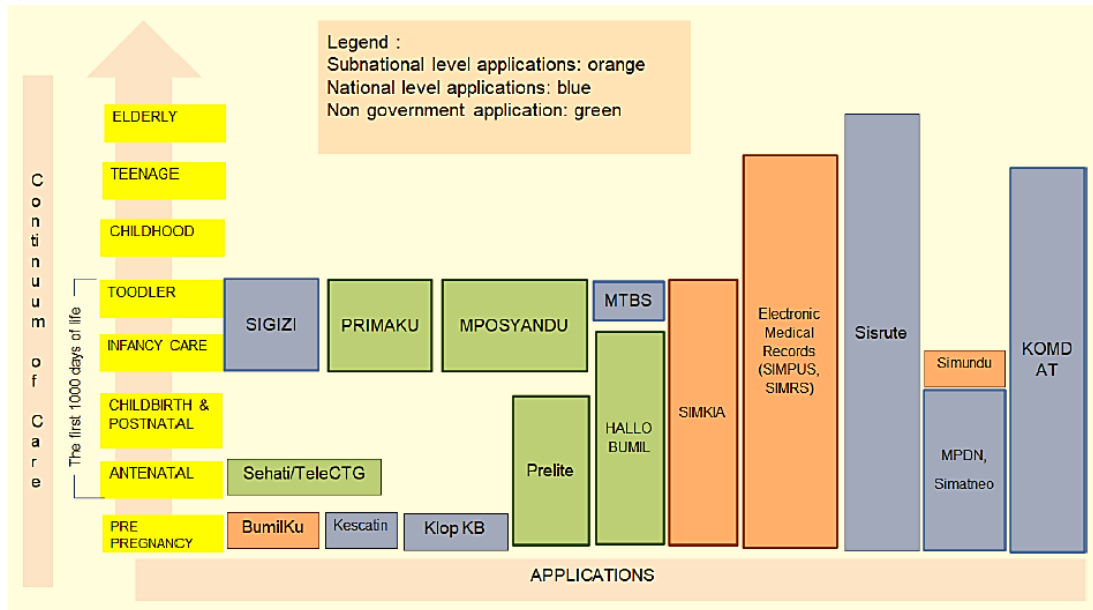 Legend :
Subnational level applications: orange
National level applications: blue
Non government application: green
Continuum of Care
The first 1000 days of life
ELDERLY
TEENAGE
CHILDHOOD
TOODLER
INFANCY CARE
CHILDBIRTH &
POSTNATAL
ANTENATAL
PRE
PREGNANCY
SIGIZI
PRIMAKU
MPOSYANDU
MTBS
HALLO
BUMIL
SIMKIA
Electronic
Medical
Records
(SIMPUS,
SIMRS)
Sisrute
Simundu
KOMD
AT
MPDN,
Simatneo
Prelite
Sehati/TeleCTG
BumilKu
Kescatin
Klop KB
APPLICATIONS